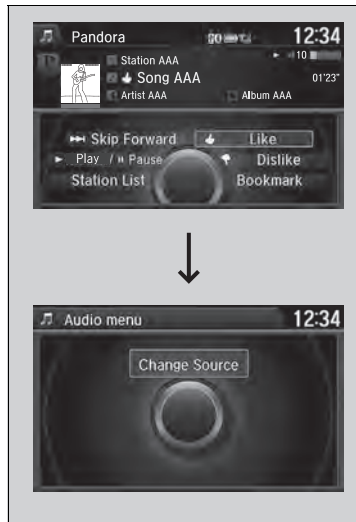 Pandora 12:34
Station AAA 10
Song AAA 01'23"
Artist AAA Album AAA
Skip Forward Like
Play / Pause Dislike
Station List Bookmark
Audio menu 12:34
Change Source